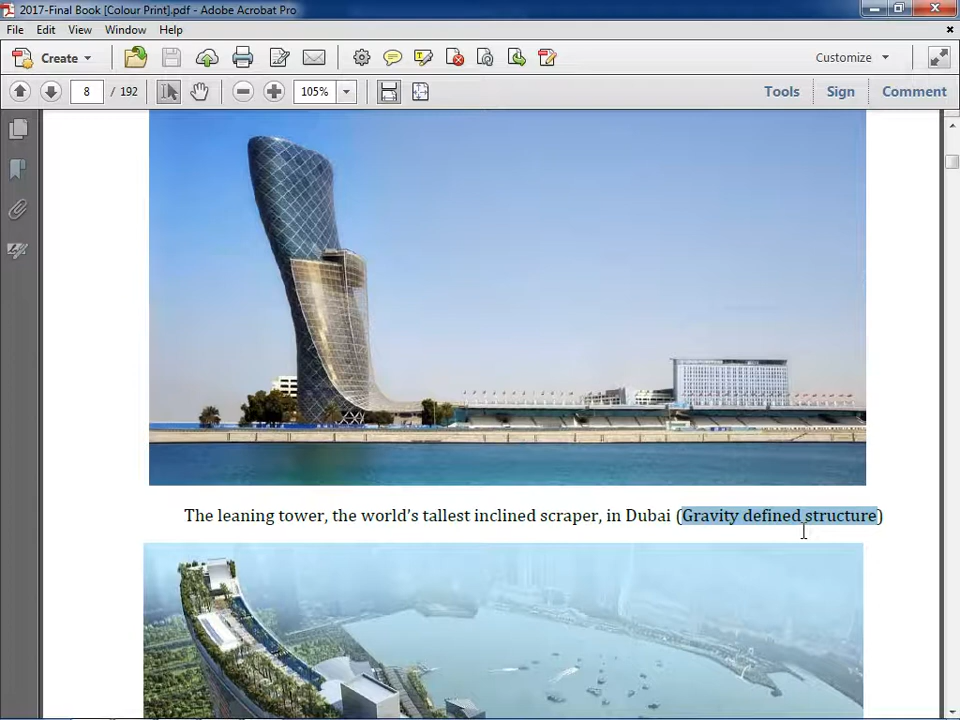 2017-Final Book [Colour Print].pdf - Adobe Acrobat Pro
File Edit View Window Help
Create Customize
8 / 192 105% Tools Sign Comment
The leaning tower, the world's tallest inclined scraper, in Dubai (Gravity defined structure)